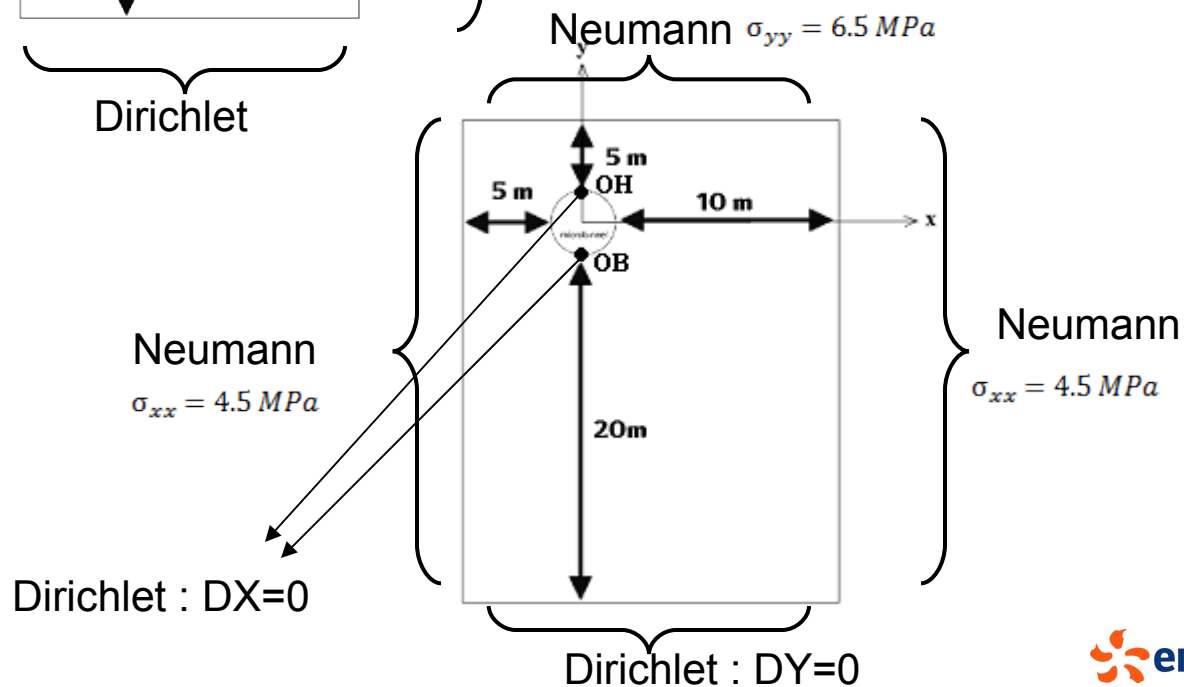 Neumann σyy = 6.5 MPa
Dirichlet
y
5 m
OH
5 m
10 m
x
OB
Neumann
σxx = 4.5 MPa
Neumann
σxx = 4.5 MPa
20m
Dirichlet : DX=0
Dirichlet : DY=0